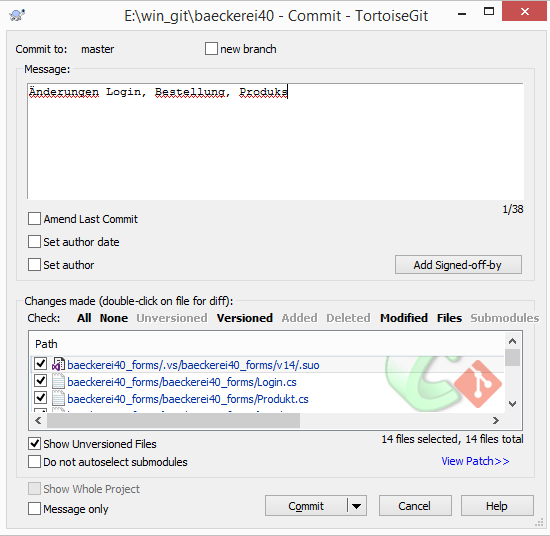 E:\win_git\baeckerei40 - Commit - TortoiseGit
Commit to: master new branch
Message:
Änderungen Login, Bestellung, Produks
1/38
Amend Last Commit
Set author date
Set author
Add Signed-off-by
Changes made (double-click on file for diff):
Check: All None Unversioned Versioned Added Deleted Modified Files Submodules
Path
baeckerei40_forms/.vs/baeckerei40_forms/v14/.suo
baeckerei40_forms/baeckerei40_forms/Login.cs
baeckerei40_forms/baeckerei40_forms/Produkt.cs
Show Unversioned Files
14 files selected, 14 files total
Do not autoselect submodules
View Patch>>
Show Whole Project
Message only
Commit
Cancel
Help